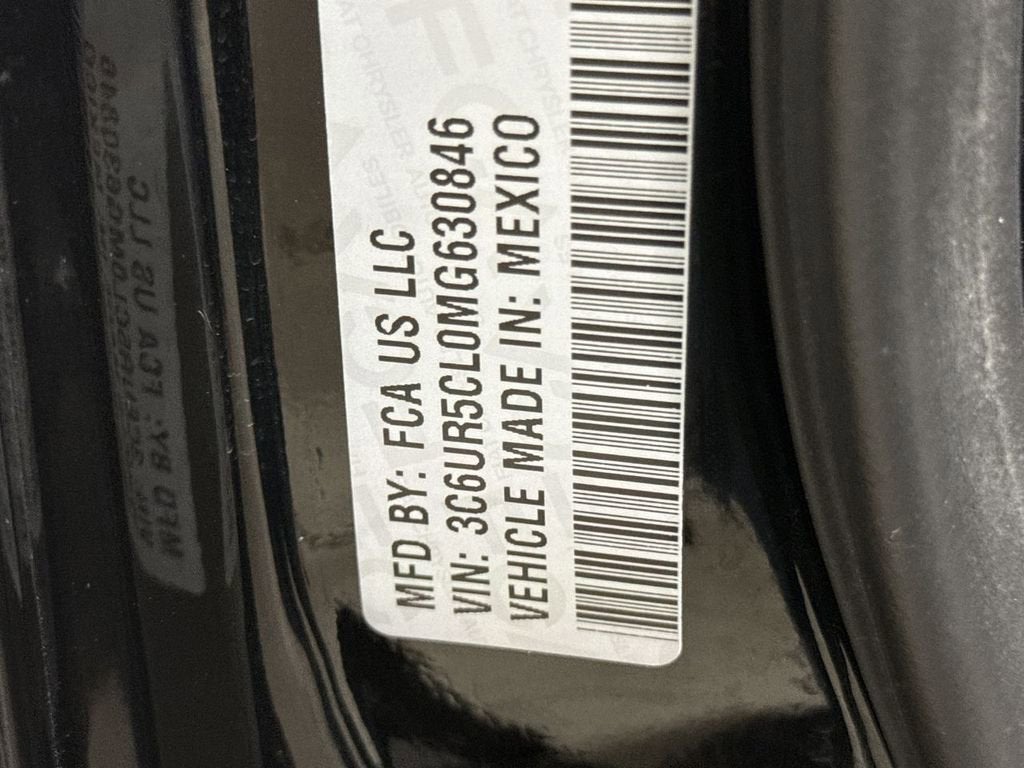 MFD BY: FCA US LLC
VIN: 3C6UR5CL0MG630846
VEHICLE MADE IN: MEXICO